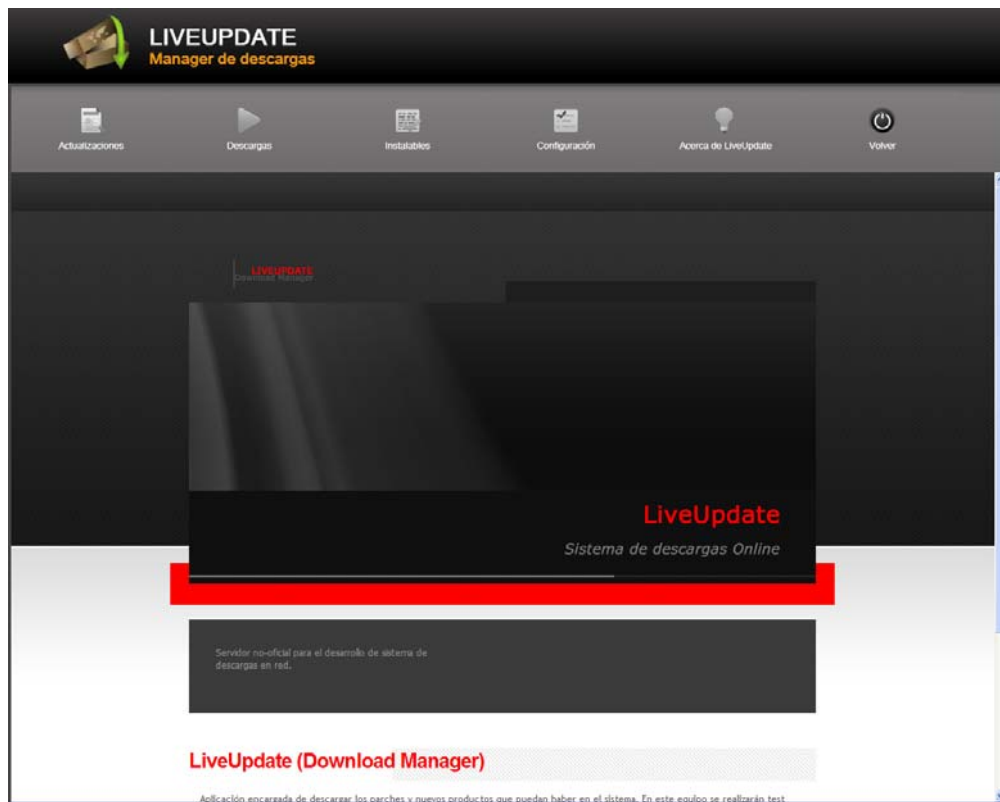 LIVEUPDATE
Manager de descargas
Actualizaciones
Descargas
Instalables
Configuración
Acerca de LiveUpdate
Volver
LIVEUPDATE
Download Manager
LiveUpdate
Sistema de descargas Online
Servidor no-oficial para el desarrollo de sistema de
descargas en red.
LiveUpdate (Download Manager)
Aplicación encargada de descargar los parches y nuevos productos que puedan haber en el sistema. En este equipo se realizarán test